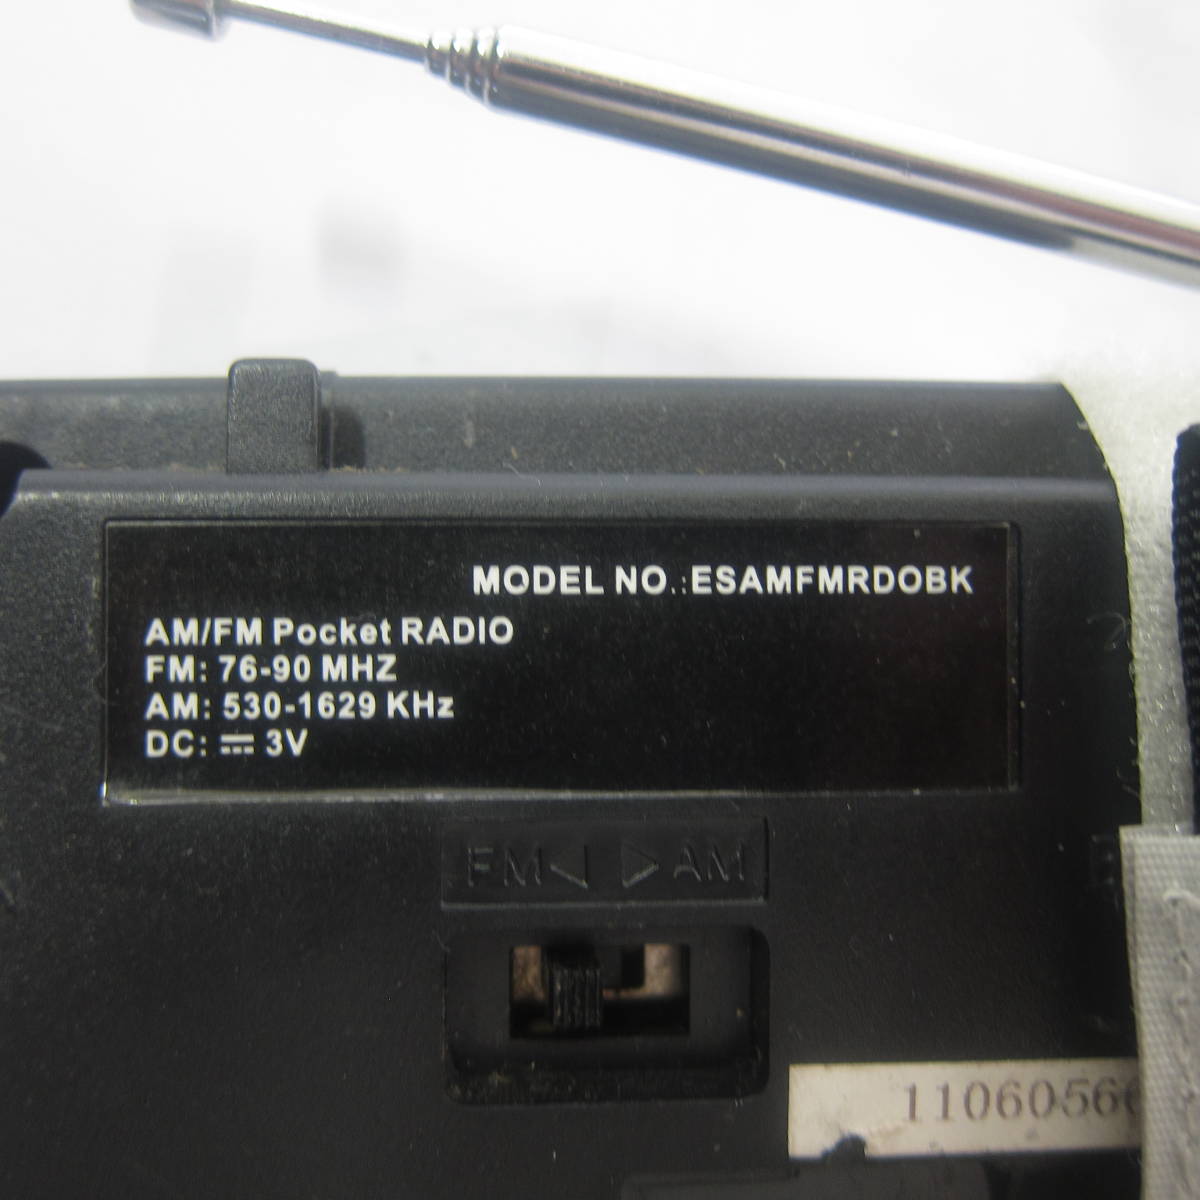 MODEL NO.:ESAMFMRDOBK
AM/FM Pocket RADIO
FM: 76-90 MHZ
AM: 530-1629 KHz
DC: ⎓ 3V
FM◁ ▷AM
1106056